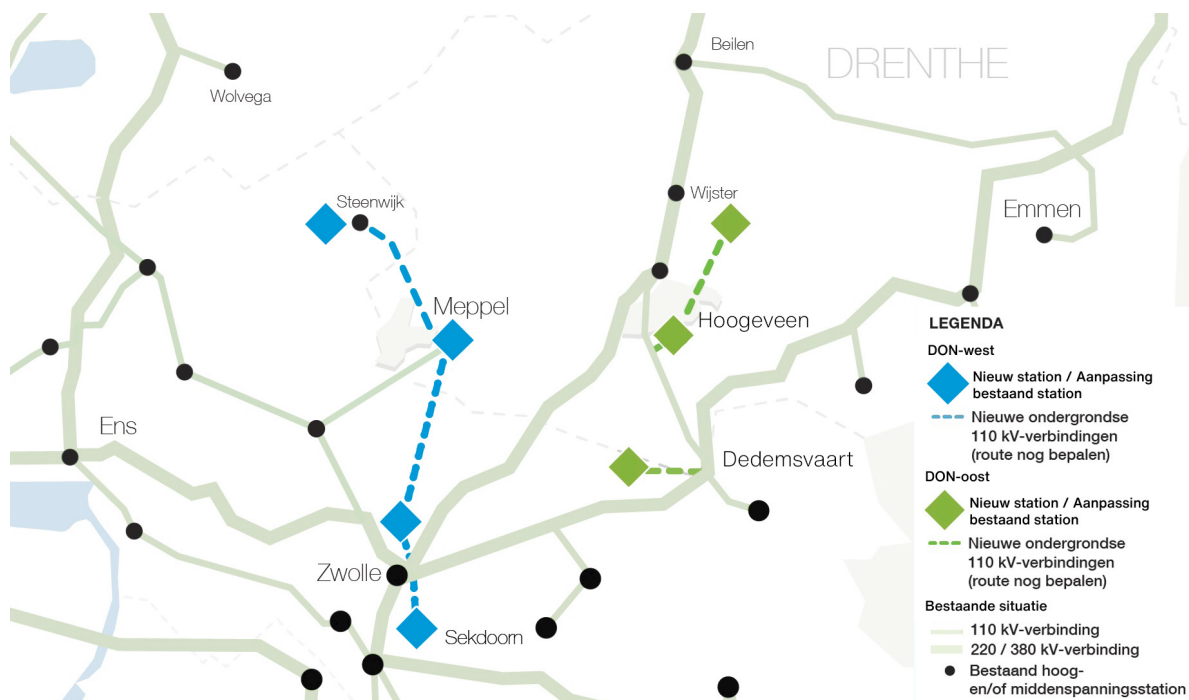 Beilen
DRENTHE
Wolvega
Steenwijk
Wijster
Emmen
Meppel
Hoogeveen
Ens
Dedemsvaart
Zwolle
Sekdoorn
LEGENDA
DON-west
Nieuw station / Aanpassing
bestaand station
Nieuwe ondergrondse
110 kV-verbindingen
(route nog bepalen)
DON-oost
Nieuw station / Aanpassing
bestaand station
Nieuwe ondergrondse
110 kV-verbindingen
(route nog bepalen)
Bestaande situatie
110 kV-verbinding
220 / 380 kV-verbinding
Bestaand hoog-
en/of middenspanningsstation